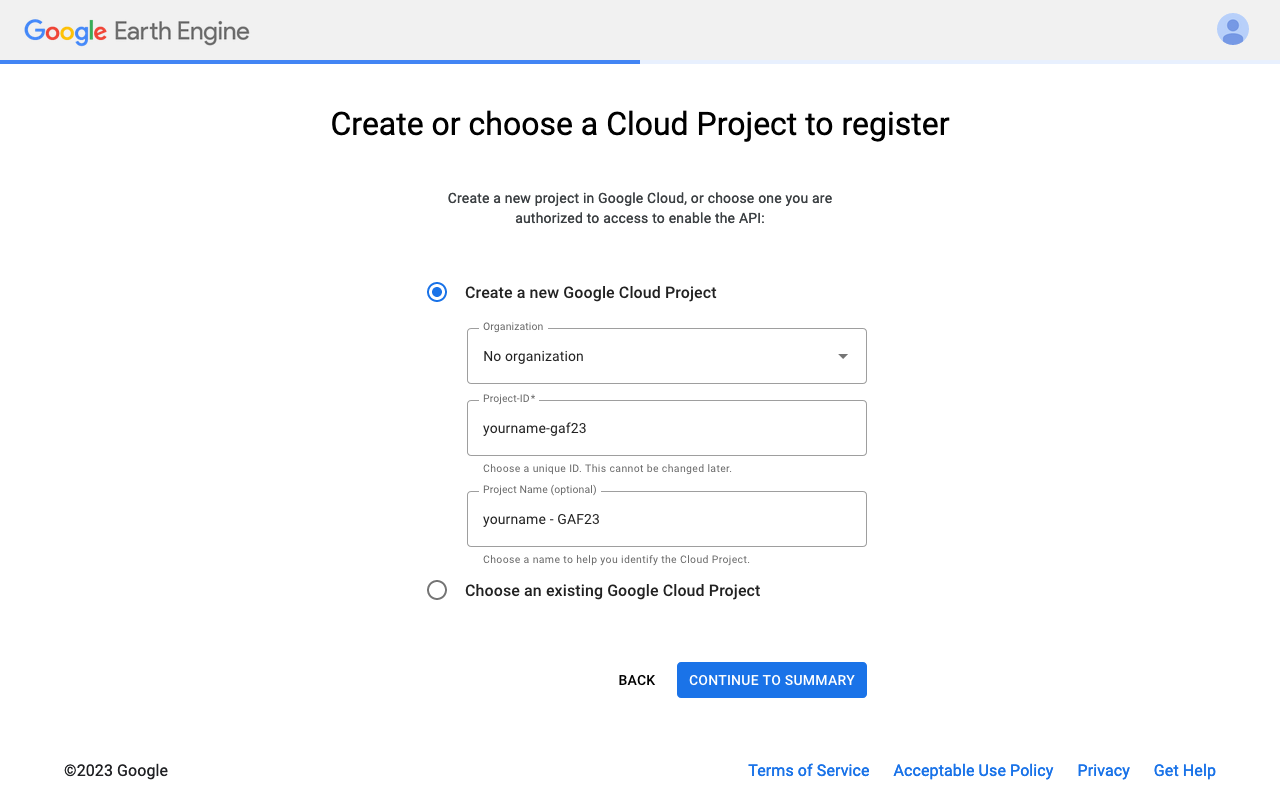 Google Earth Engine
Create or choose a Cloud Project to register
Create a new project in Google Cloud, or choose one you are
authorized to access to enable the API:
Create a new Google Cloud Project
Organization
No organization
Project-ID*
yourname-gaf23
Choose a unique ID. This cannot be changed later.
Project Name (optional)
yourname - GAF23
Choose a name to help you identify the Cloud Project.
Choose an existing Google Cloud Project
BACK CONTINUE TO SUMMARY
©2023 Google Terms of Service Acceptable Use Policy Privacy Get Help